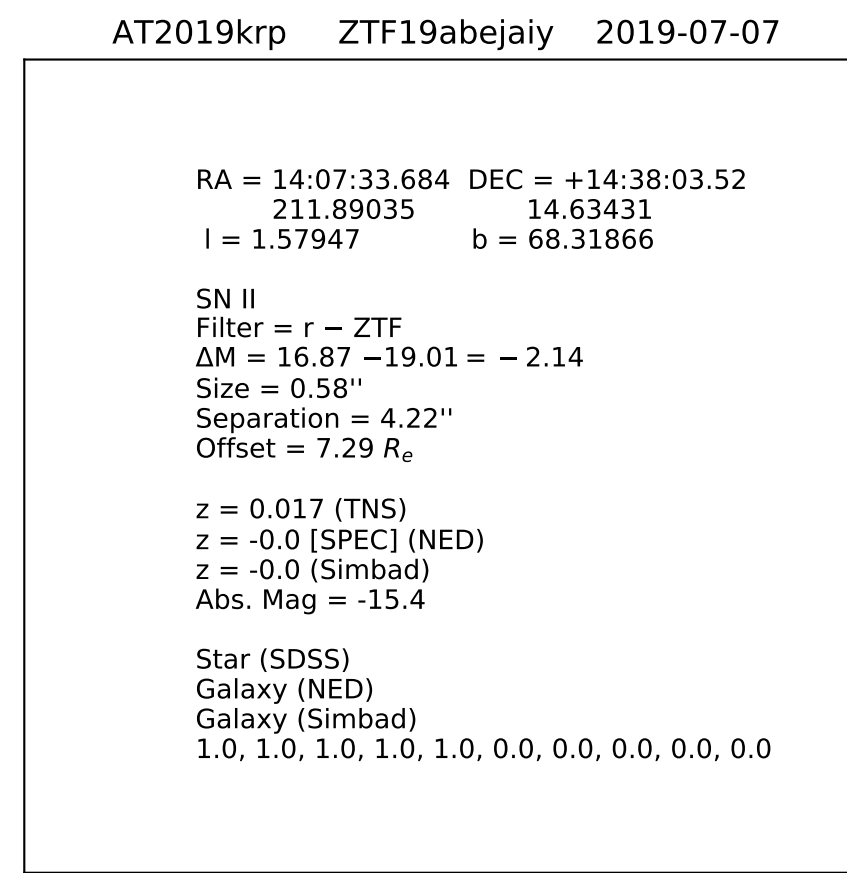 AT2019krp ZTF19abejaiy 2019-07-07
RA = 14:07:33.684 DEC = +14:38:03.52
211.89035 14.63431
l = 1.57947 b = 68.31866
SN II
Filter = r − ZTF
ΔM = 16.87 −19.01 = − 2.14
Size = 0.58''
Separation = 4.22''
Offset = 7.29 Re
z = 0.017 (TNS)
z = -0.0 [SPEC] (NED)
z = -0.0 (Simbad)
Abs. Mag = -15.4
Star (SDSS)
Galaxy (NED)
Galaxy (Simbad)
1.0, 1.0, 1.0, 1.0, 1.0, 0.0, 0.0, 0.0, 0.0, 0.0